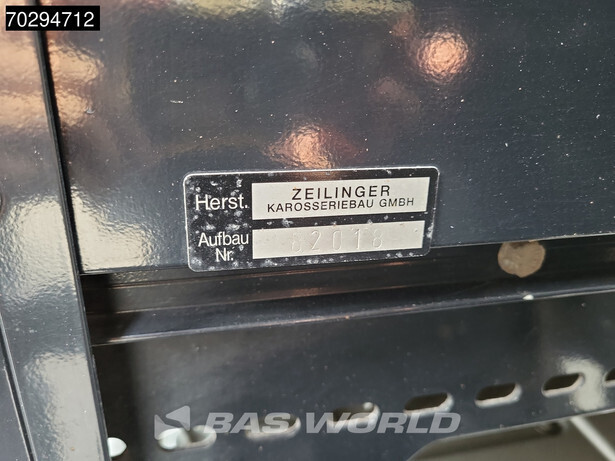 70294712
Herst.
ZEILINGER
KAROSSERIEBAU GMBH
Aufbau
Nr.
BAS WORLD